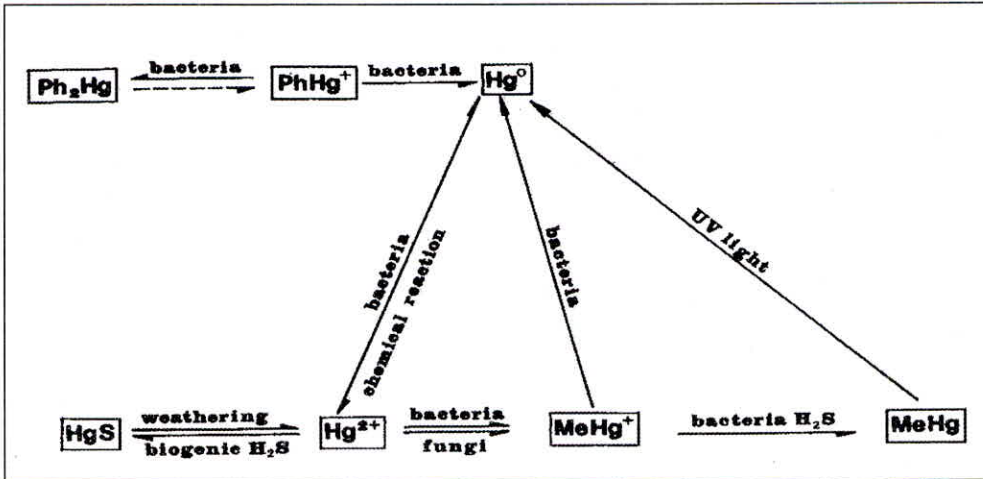 bacteria
Ph₂Hg
PhHg⁺
bacteria
Hg⁰
bacteria
chemical reaction
bacteria
UV light
HgS
weathering
biogenic H₂S
Hg²⁺
bacteria
fungi
MeHg⁺
bacteria H₂S
MeHg